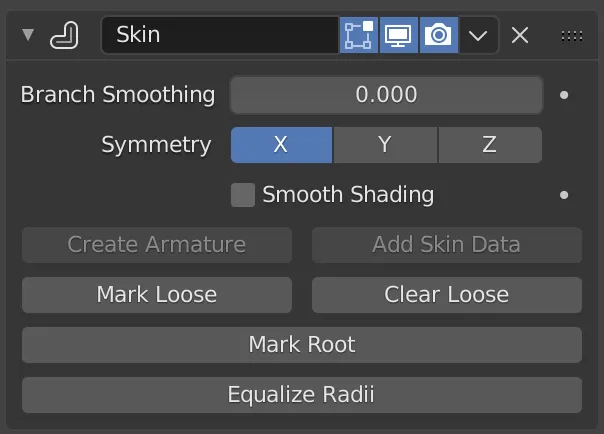 Skin
Branch Smoothing 0.000
Symmetry X Y Z
Smooth Shading
Create Armature Add Skin Data
Mark Loose Clear Loose
Mark Root
Equalize Radii